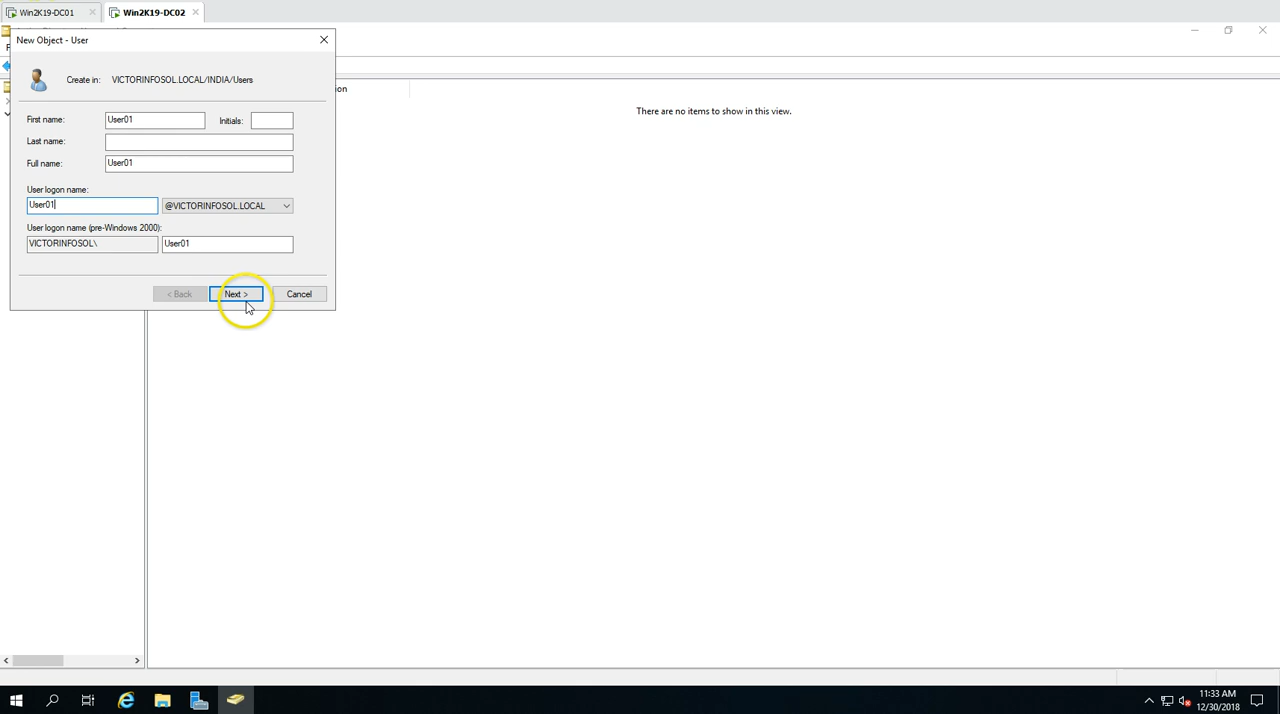 Win2K19-DC01
Win2K19-DC02
New Object - User
Create in: VICTORINFOSOL.LOCAL/INDIA/Users
ion
There are no items to show in this view.
First name: User01 Initials:
Last name:
Full name: User01
User logon name:
User01 @VICTORINFOSOL.LOCAL
User logon name (pre-Windows 2000):
VICTORINFOSOL\ User01
< Back Next > Cancel
11:33 AM
12/30/2018